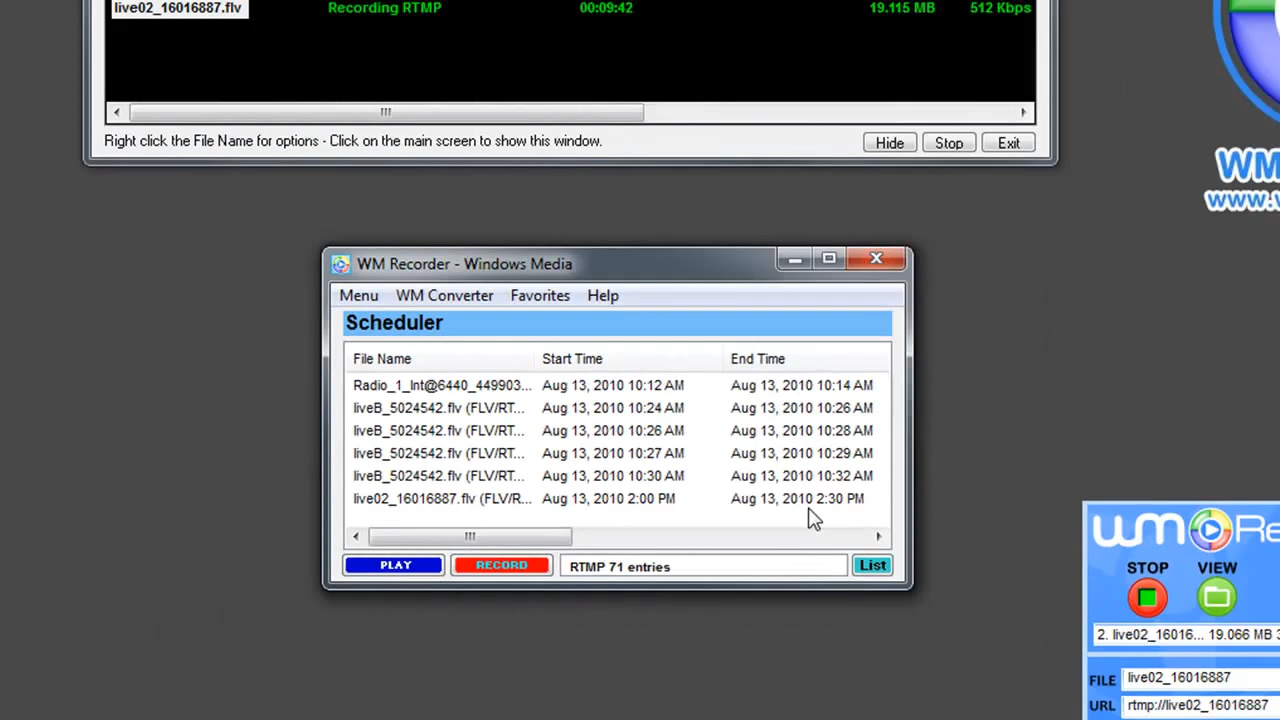 live02_16016887.flv Recording RTMP 00:09:42 19.115 MB 512 Kbps
Right click the File Name for options - Click on the main screen to show this window. Hide Stop Exit
WM
www.
WM Recorder - Windows Media
Menu WM Converter Favorites Help
Scheduler
File Name Start Time End Time
Radio_1_Int@6440_449903... Aug 13, 2010 10:12 AM Aug 13, 2010 10:14 AM
liveB_5024542.flv (FLV/RT... Aug 13, 2010 10:24 AM Aug 13, 2010 10:26 AM
liveB_5024542.flv (FLV/RT... Aug 13, 2010 10:26 AM Aug 13, 2010 10:28 AM
liveB_5024542.flv (FLV/RT... Aug 13, 2010 10:27 AM Aug 13, 2010 10:29 AM
liveB_5024542.flv (FLV/RT... Aug 13, 2010 10:30 AM Aug 13, 2010 10:32 AM
live02_16016887.flv (FLV/R... Aug 13, 2010 2:00 PM Aug 13, 2010 2:30 PM
PLAY RECORD RTMP 71 entries List
wm Re
STOP VIEW
2. live02_16016... 19.066 MB 3
FILE live02_16016887
URL rtmp://live02_16016887